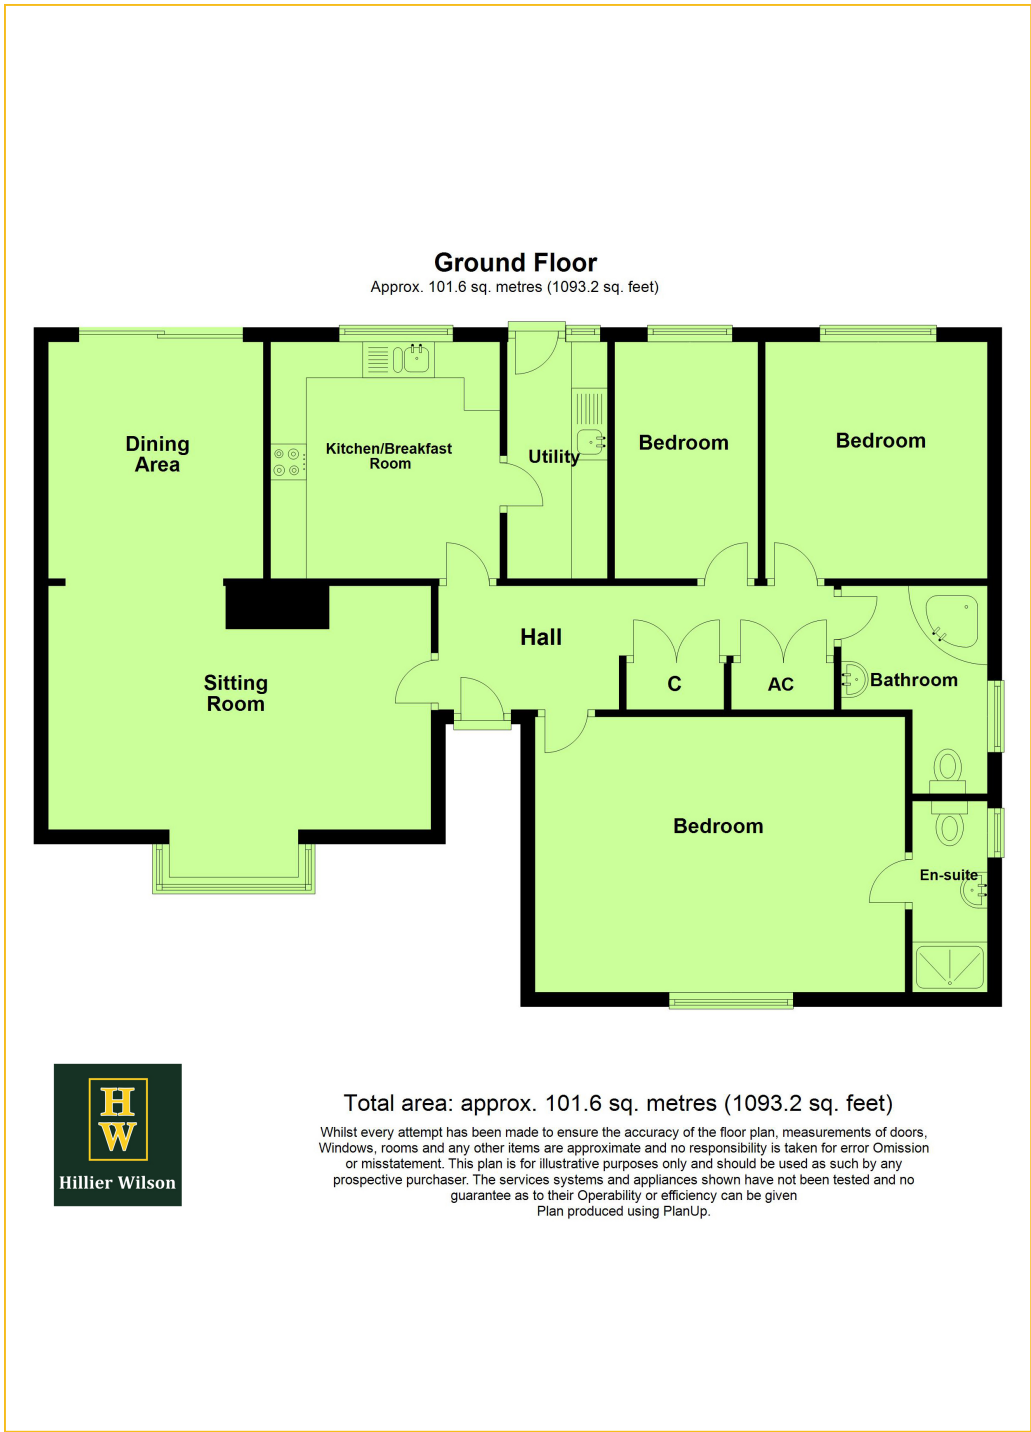 Ground Floor
Approx. 101.6 sq. metres (1093.2 sq. feet)
Dining
Area
Kitchen/Breakfast
Room
Utility
Bedroom
Bedroom
Hall
Sitting
Room
C
AC
Bathroom
Bedroom
En-suite
H
W
Hillier Wilson
Total area: approx. 101.6 sq. metres (1093.2 sq. feet)
Whilst every attempt has been made to ensure the accuracy of the floor plan, measurements of doors,
Windows, rooms and any other items are approximate and no responsibility is taken for error Omission
or misstatement. This plan is for illustrative purposes only and should be used as such by any
prospective purchaser. The services systems and appliances shown have not been tested and no
guarantee as to their Operability or efficiency can be given
Plan produced using PlanUp.